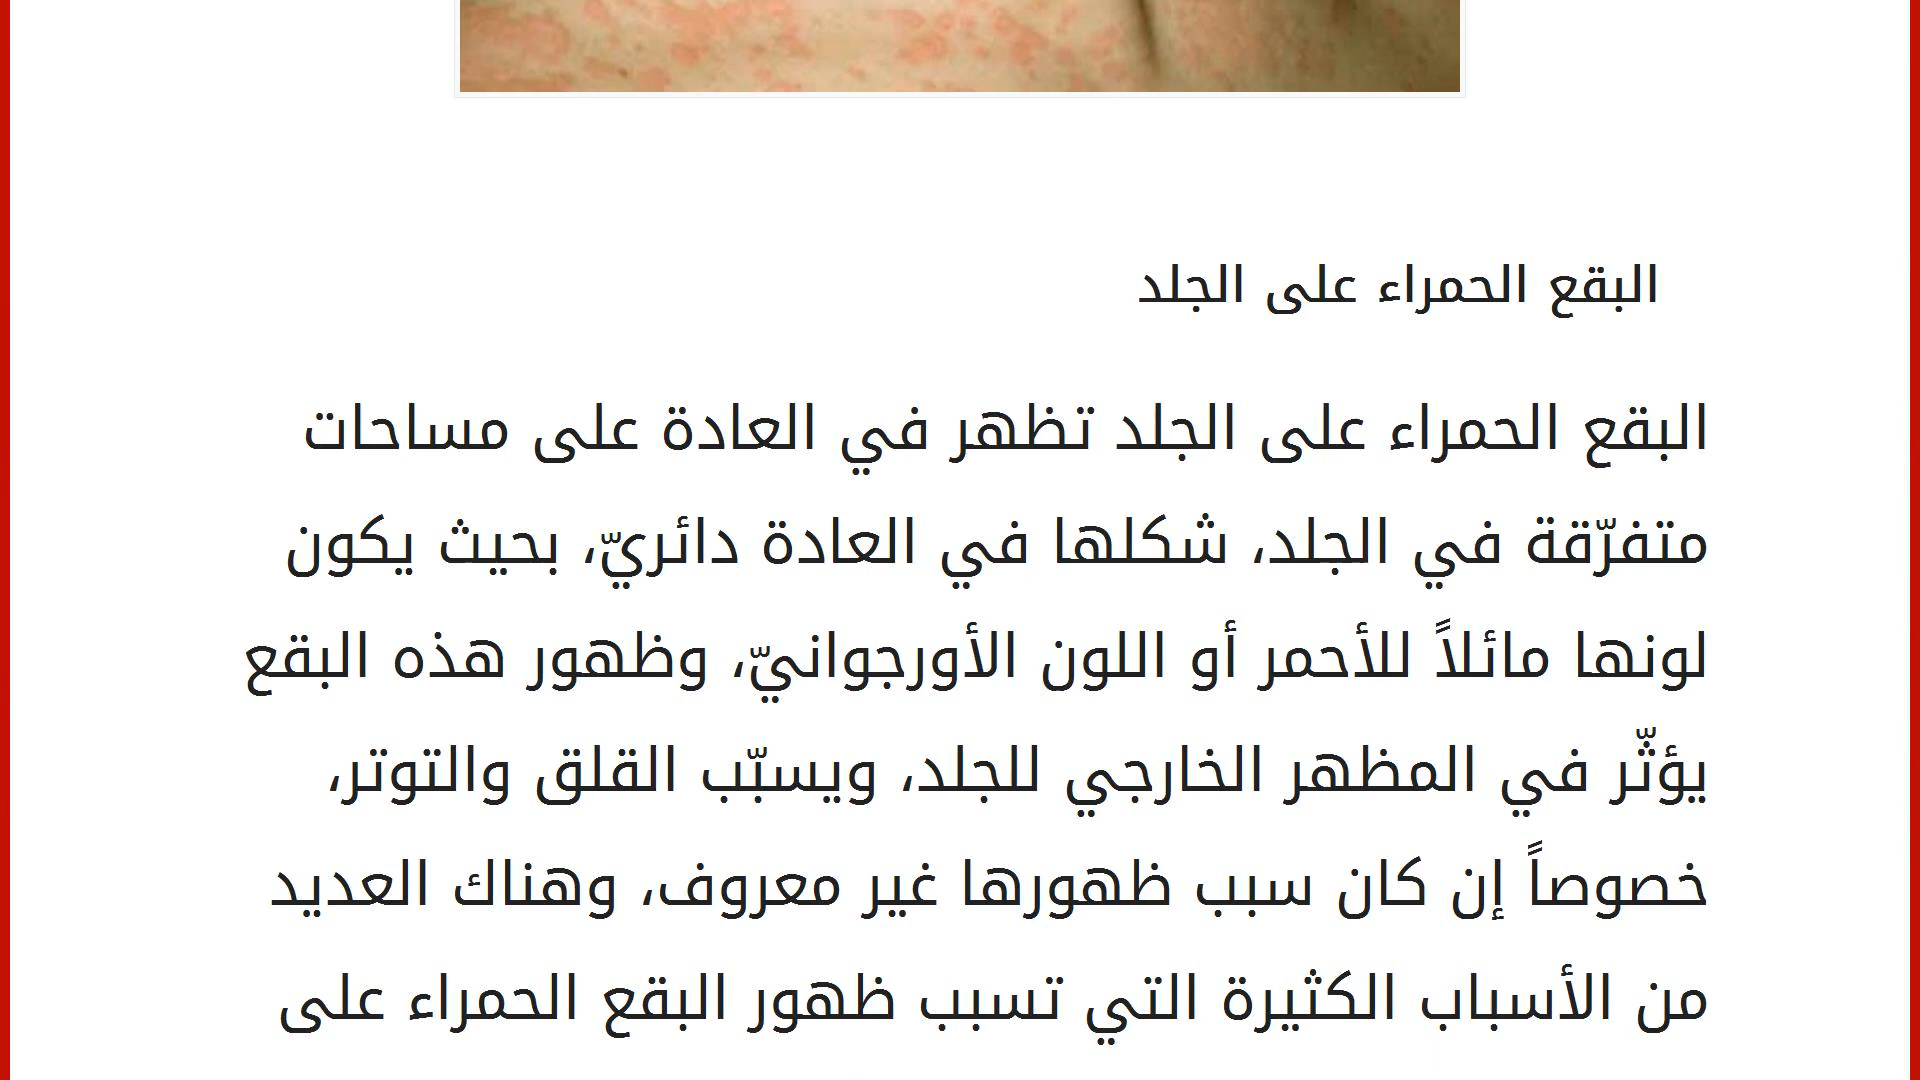 البقع الحمراء على الجلد
البقع الحمراء على الجلد تظهر في العادة على مساحات
متفرّقة في الجلد، شكلها في العادة دائريّ، بحيث يكون
لونها مائلاً للأحمر أو اللون الأورجوانيّ، وظهور هذه البقع
يؤثّر في المظهر الخارجي للجلد، ويسبّب القلق والتوتر،
خصوصاً إن كان سبب ظهورها غير معروف، وهناك العديد
من الأسباب الكثيرة التي تسبب ظهور البقع الحمراء على